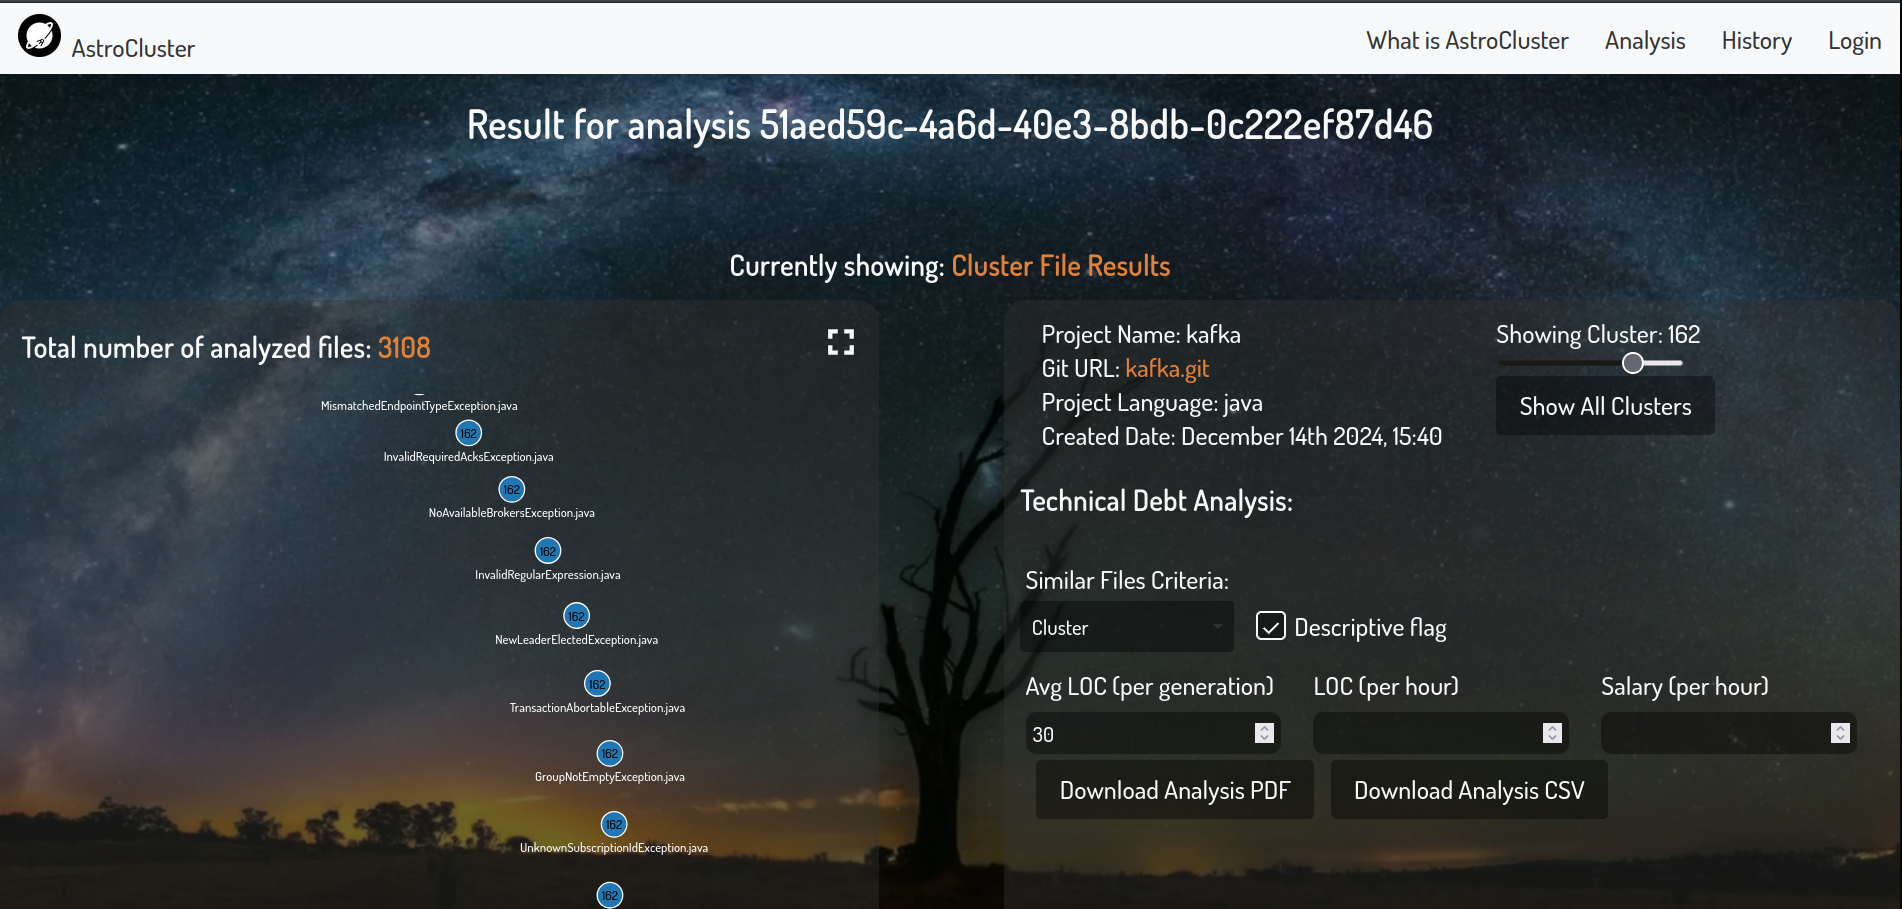 AstroCluster
What is AstroCluster
Analysis
History
Login
Result for analysis 51aed59c-4a6d-40e3-8bdb-0c222ef87d46
Currently showing: Cluster File Results
Total number of analyzed files: 3108
MismatchedEndpointTypeException.java
162
InvalidRequiredAcksException.java
162
NoAvailableBrokersException.java
162
InvalidRegularExpression.java
162
NewLeaderElectedException.java
162
TransactionAbortableException.java
162
GroupNotEmptyException.java
162
UnknownSubscriptionIdException.java
162
Project Name: kafka
Git URL: kafka.git
Project Language: java
Created Date: December 14th 2024, 15:40
Showing Cluster: 162
Show All Clusters
Technical Debt Analysis:
Similar Files Criteria:
Cluster
Descriptive flag
Avg LOC (per generation)
LOC (per hour)
Salary (per hour)
30
Download Analysis PDF
Download Analysis CSV